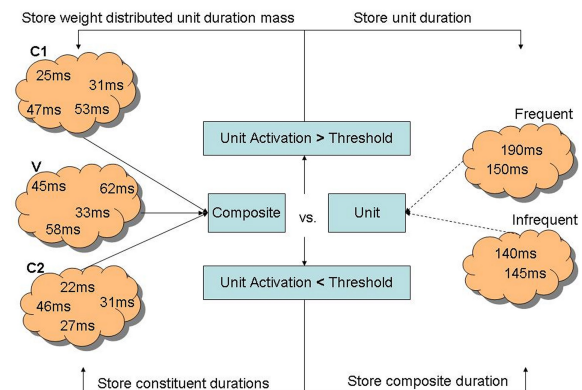 Store weight distributed unit duration mass
Store unit duration
C1
25ms
31ms
47ms
53ms
Unit Activation > Threshold
Frequent
190ms
150ms
V
45ms
62ms
33ms
58ms
Composite
vs.
Unit
Infrequent
140ms
145ms
C2
22ms
46ms
31ms
27ms
Unit Activation < Threshold
Store constituent durations
Store composite duration